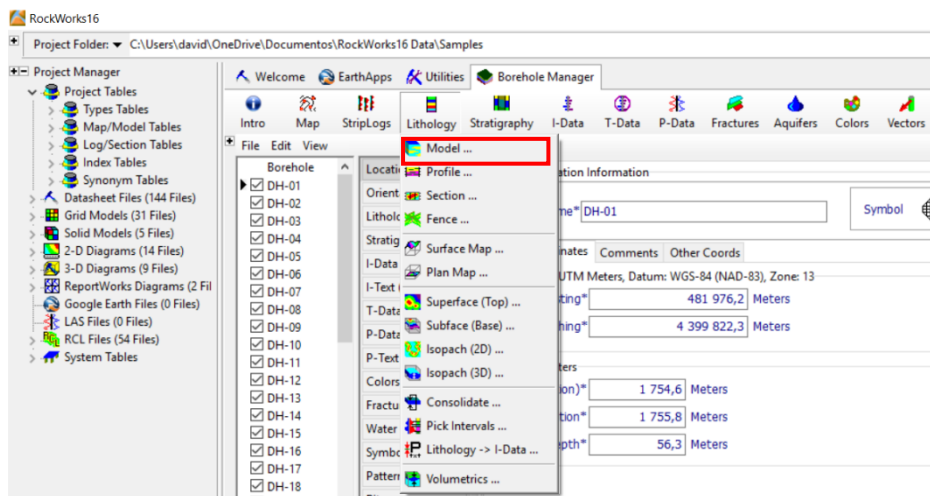 RockWorks16
Project Folder: C:\Users\david\OneDrive\Documentos\RockWorks16 Data\Samples
Project Manager
Project Tables
Types Tables
Map/Model Tables
Log/Section Tables
Index Tables
Synonym Tables
Datasheet Files (144 Files)
Grid Models (31 Files)
Solid Models (5 Files)
2-D Diagrams (14 Files)
3-D Diagrams (9 Files)
ReportWorks Diagrams (2 Fil
Google Earth Files (0 Files)
LAS Files (0 Files)
RCL Files (54 Files)
System Tables
Welcome EarthApps Utilities Borehole Manager
Intro Map StripLogs Lithology Stratigraphy I-Data T-Data P-Data Fractures Aquifers Colors Vectors
File Edit View
Borehole
DH-01
DH-02
DH-03
DH-04
DH-05
DH-06
DH-07
DH-08
DH-09
DH-10
DH-11
DH-12
DH-13
DH-14
DH-15
DH-16
DH-17
DH-18
Locati
Orient
Litholo
Stratig
I-Data
I-Text
T-Data
P-Data
P-Text
Colors
Fractu
Water
Symbo
Patter
Model ...
Profile ...
Section ...
Fence ...
Surface Map ...
Plan Map ...
Superface (Top) ...
Subface (Base) ...
Isopach (2D) ...
Isopach (3D) ...
Consolidate ...
Pick Intervals ...
Lithology -> I-Data ...
Volumetrics ...
ation Information
me* DH-01 Symbol
nates Comments Other Coords
UTM Meters, Datum: WGS-84 (NAD-83), Zone: 13
ting* 481 976,2 Meters
hing* 4 399 822,3 Meters
ters
ion)* 1 754,6 Meters
tion* 1 755,8 Meters
epth* 56,3 Meters